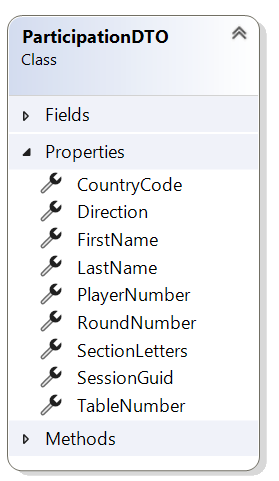 ParticipationDTO
Class
Fields
Properties
CountryCode
Direction
FirstName
LastName
PlayerNumber
RoundNumber
SectionLetters
SessionGuid
TableNumber
Methods